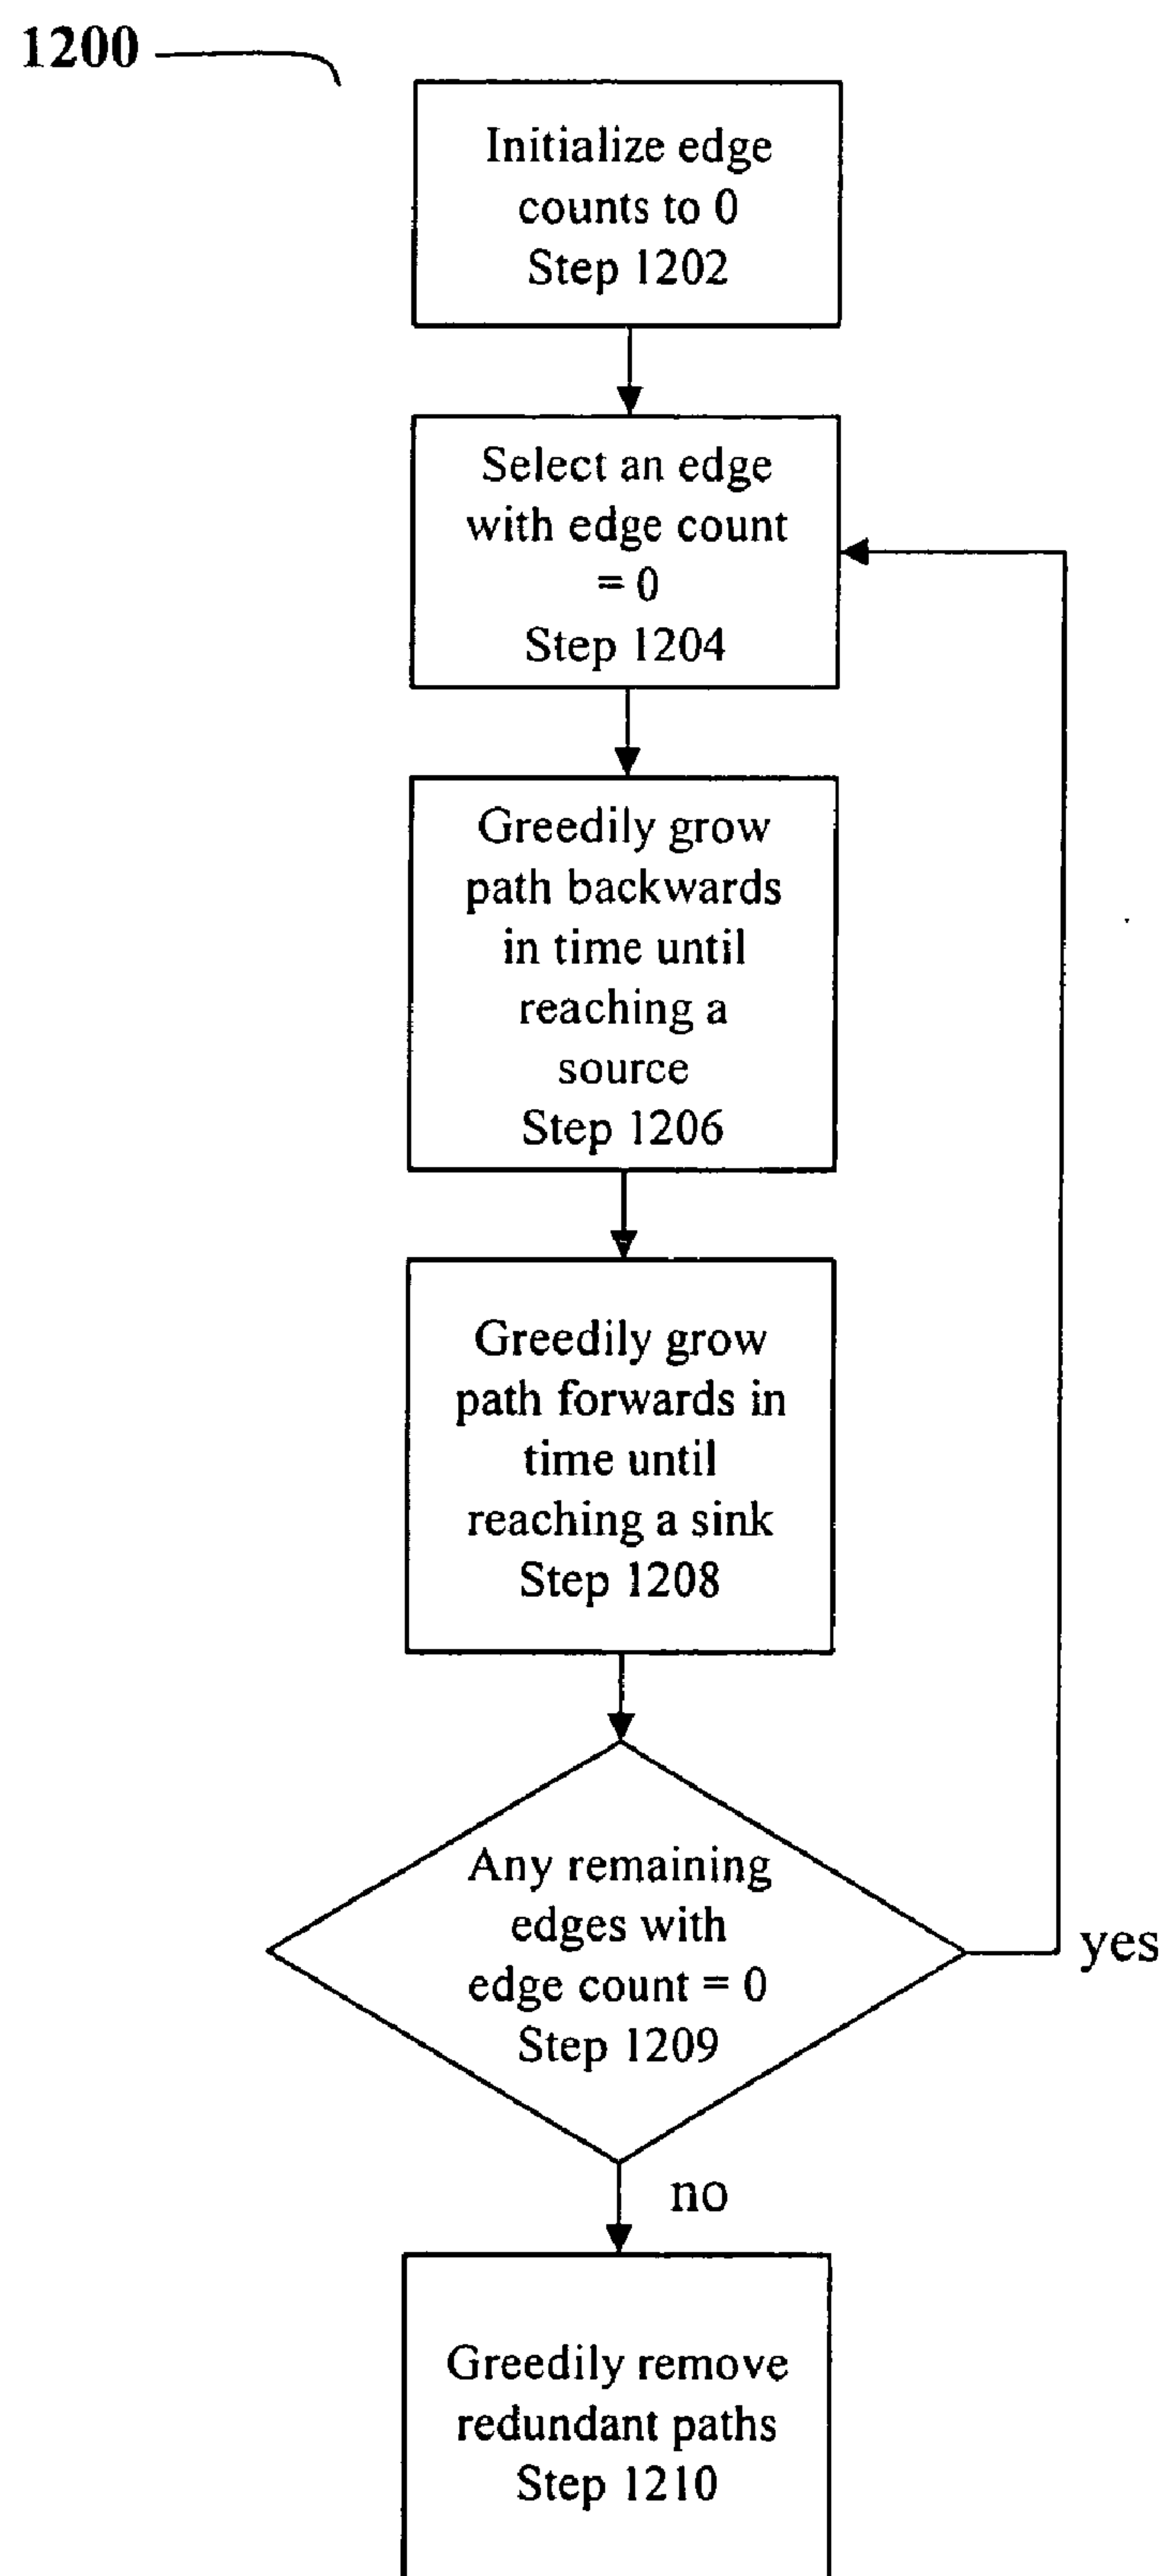 1200
Initialize edge
counts to 0
Step 1202
Select an edge
with edge count
= 0
Step 1204
Greedily grow
path backwards
in time until
reaching a
source
Step 1206
Greedily grow
path forwards in
time until
reaching a sink
Step 1208
Any remaining
edges with
edge count = 0
Step 1209
yes
no
Greedily remove
redundant paths
Step 1210